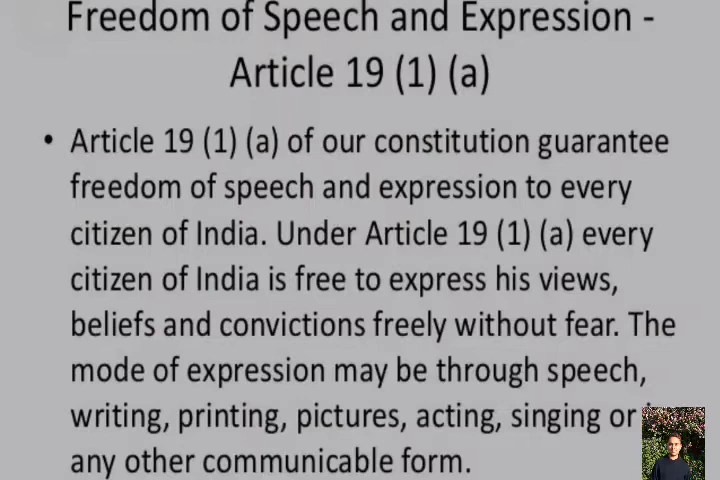 Freedom of Speech and Expression -
Article 19 (1) (a)
• Article 19 (1) (a) of our constitution guarantee
freedom of speech and expression to every
citizen of India. Under Article 19 (1) (a) every
citizen of India is free to express his views,
beliefs and convictions freely without fear. The
mode of expression may be through speech,
writing, printing, pictures, acting, singing or
any other communicable form.